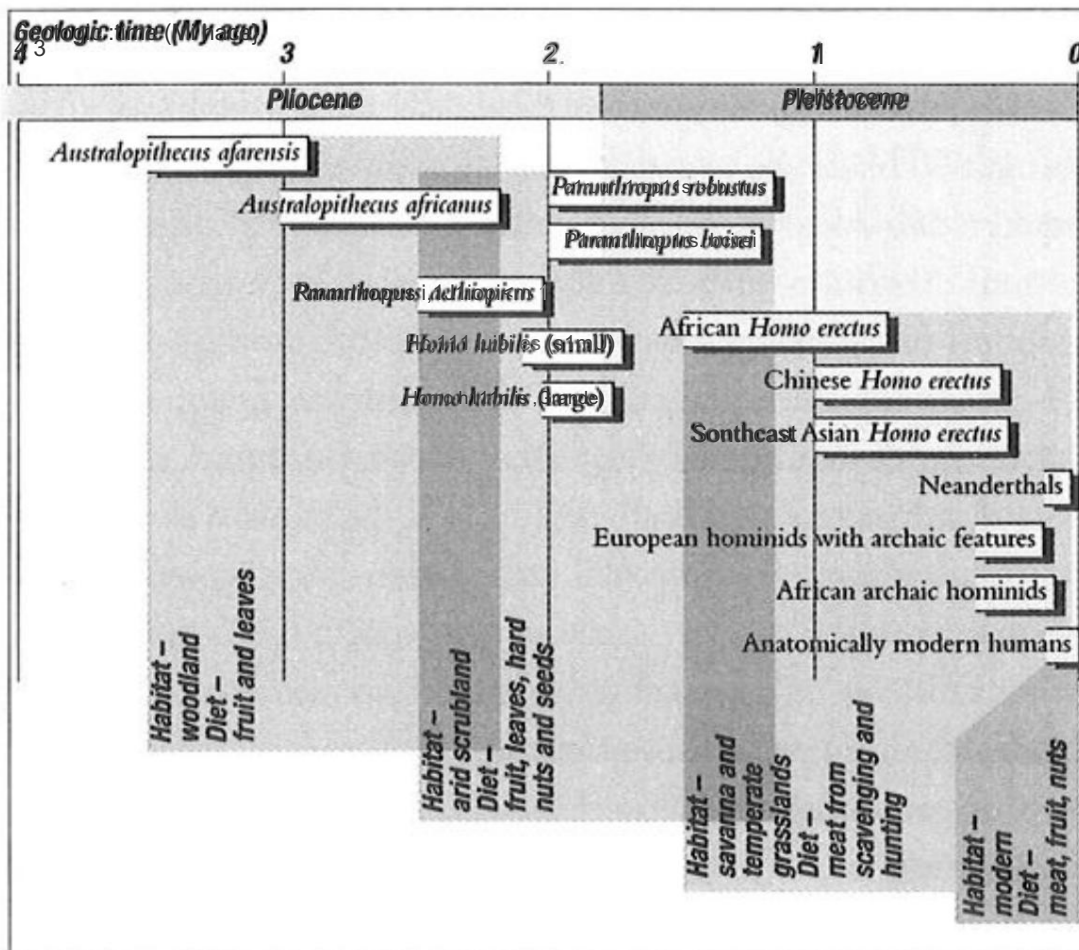 Geologic time (My ago)
4 3 2 1 0
Pliocene Pleistocene
Australopithecus afarensis
Paranthropus robustus
Australopithecus africanus
Paranthropus boisei
Homo habilis (small)
African Homo erectus
Chinese Homo erectus
Homo habilis (large)
Sontheast Asian Homo erectus
Neanderthals
European hominids with archaic features
African archaic hominids
Anatomically modern humans
Habitat –
woodland
Diet –
fruit and leaves
Habitat –
arid scrubland
Diet –
fruit, leaves, hard
nuts and seeds
Habitat –
savanna and
temperate
grasslands
Diet –
meat from
scavenging and
hunting
Habitat –
modern
Diet –
meat, fruit, nuts